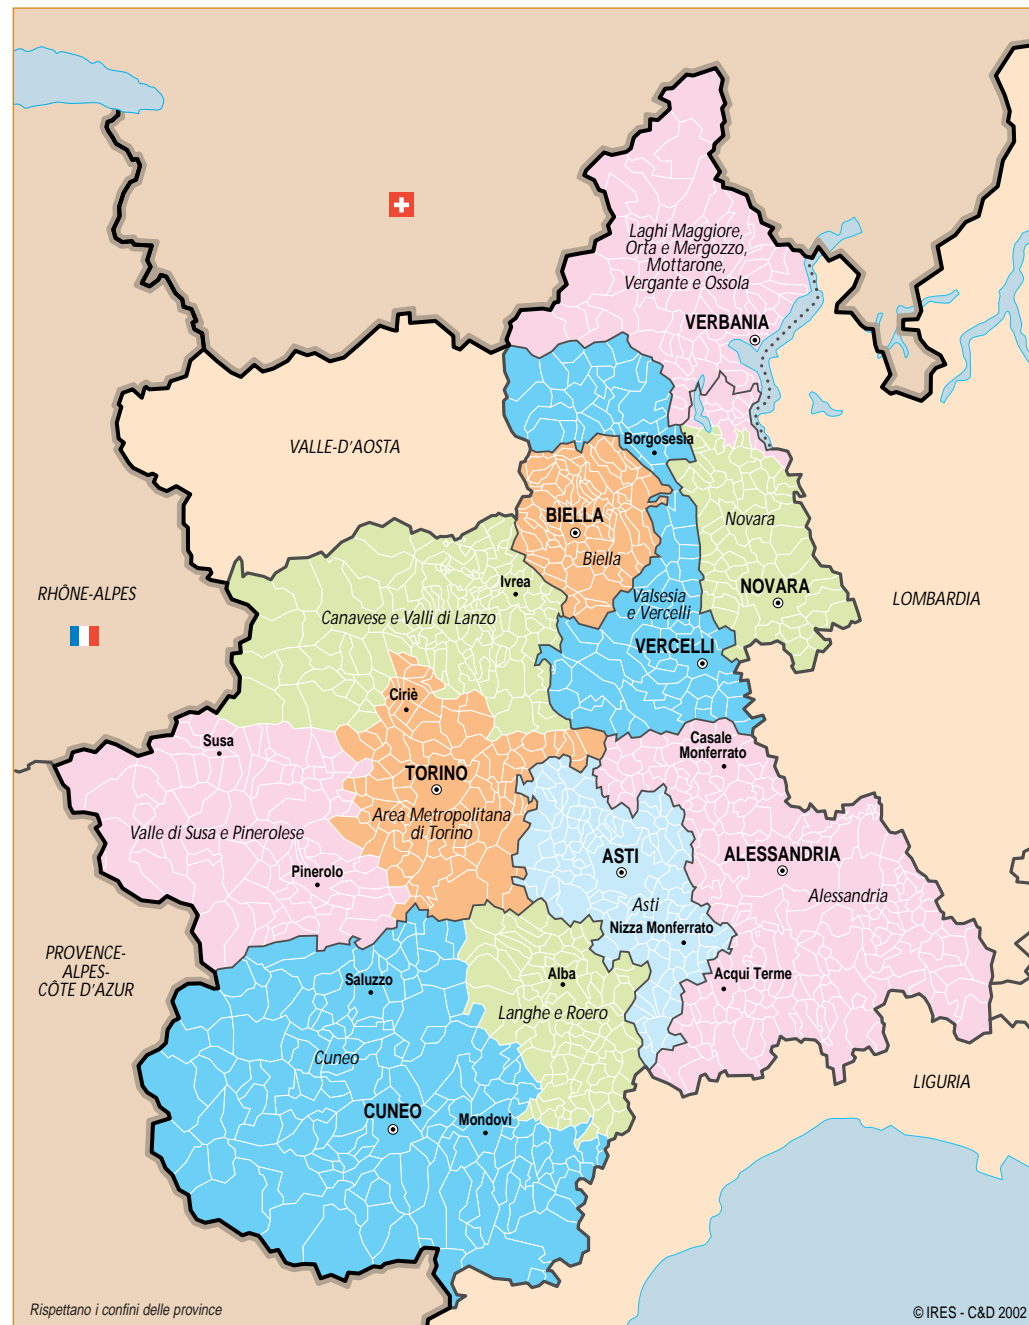 Laghi Maggiore,
Orta e Mergozzo,
Mottarone,
Vergante e Ossola
VERBANIA
VALLE-D'AOSTA
Borgosesia
BIELLA
Biella
Novara
Ivrea
NOVARA
RHÔNE-ALPES
LOMBARDIA
Canavese e Valli di Lanzo
Valsesia
e Vercelli
VERCELLI
Ciriè
Susa
Casale
Monferrato
TORINO
Area Metropolitana
di Torino
Valle di Susa e Pinerolese
ASTI
ALESSANDRIA
Pinerolo
Asti
Alessandria
Nizza Monferrato
PROVENCE-
ALPES-
CÔTE D'AZUR
Saluzzo
Alba
Acqui Terme
Langhe e Roero
Cuneo
LIGURIA
CUNEO
Mondovi
Rispettano i confini delle province
© IRES - C&D 2002